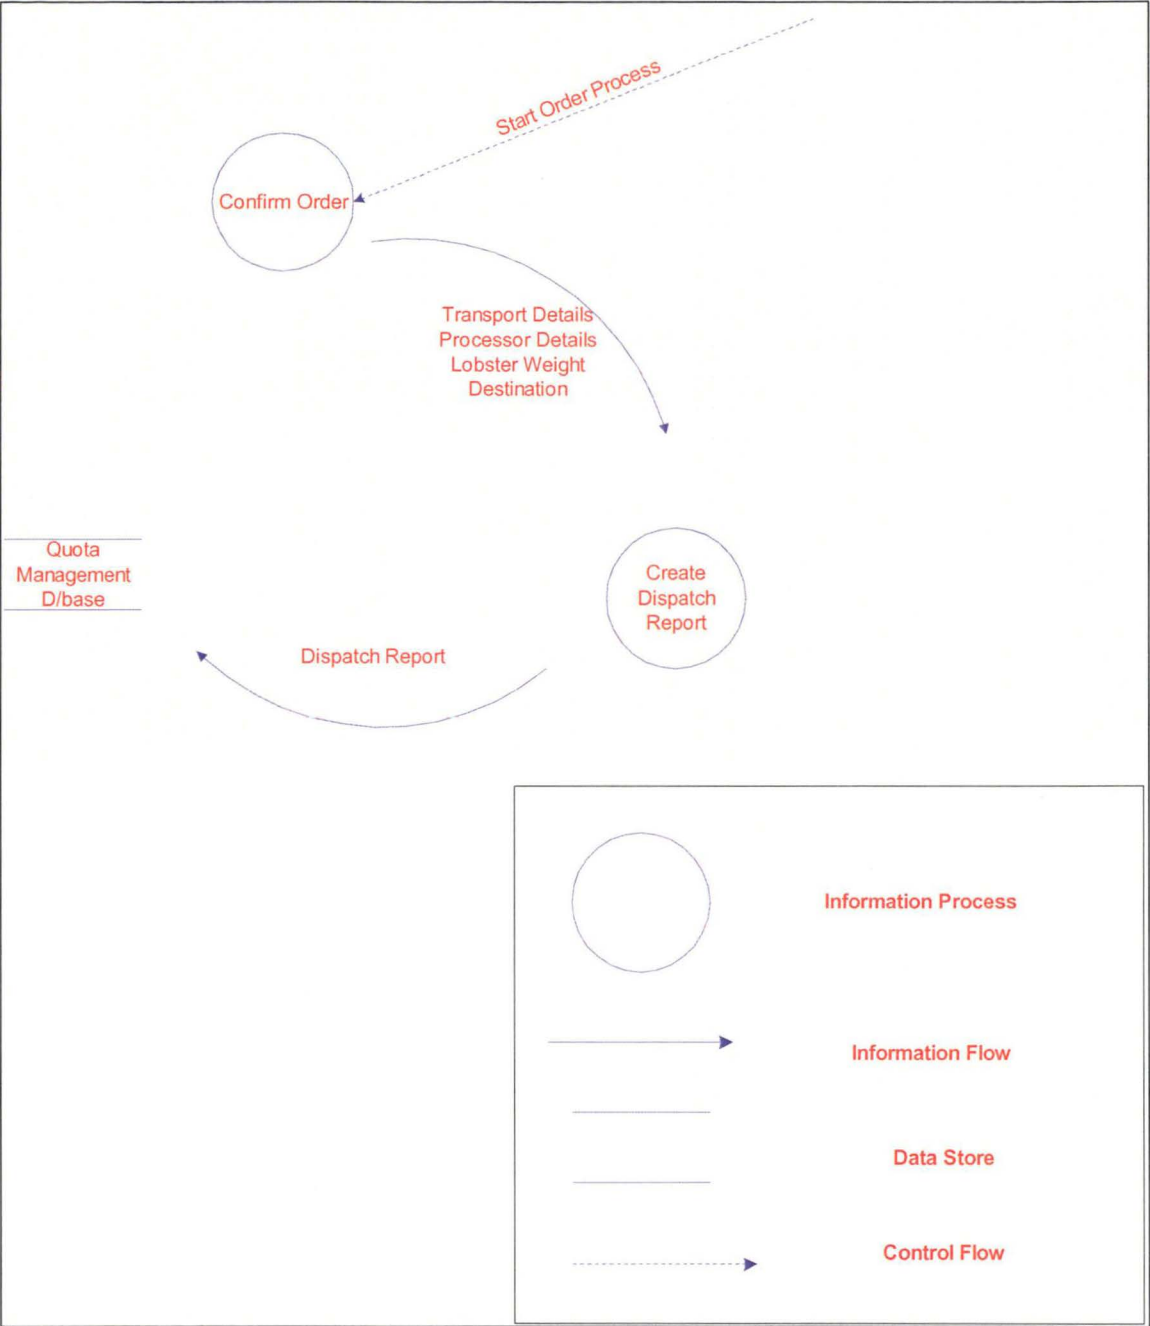 Start Order Process
Confirm Order
Transport Details
Processor Details
Lobster Weight
Destination
Quota
Management
D/base
Create
Dispatch
Report
Dispatch Report
Information Process
Information Flow
Data Store
Control Flow